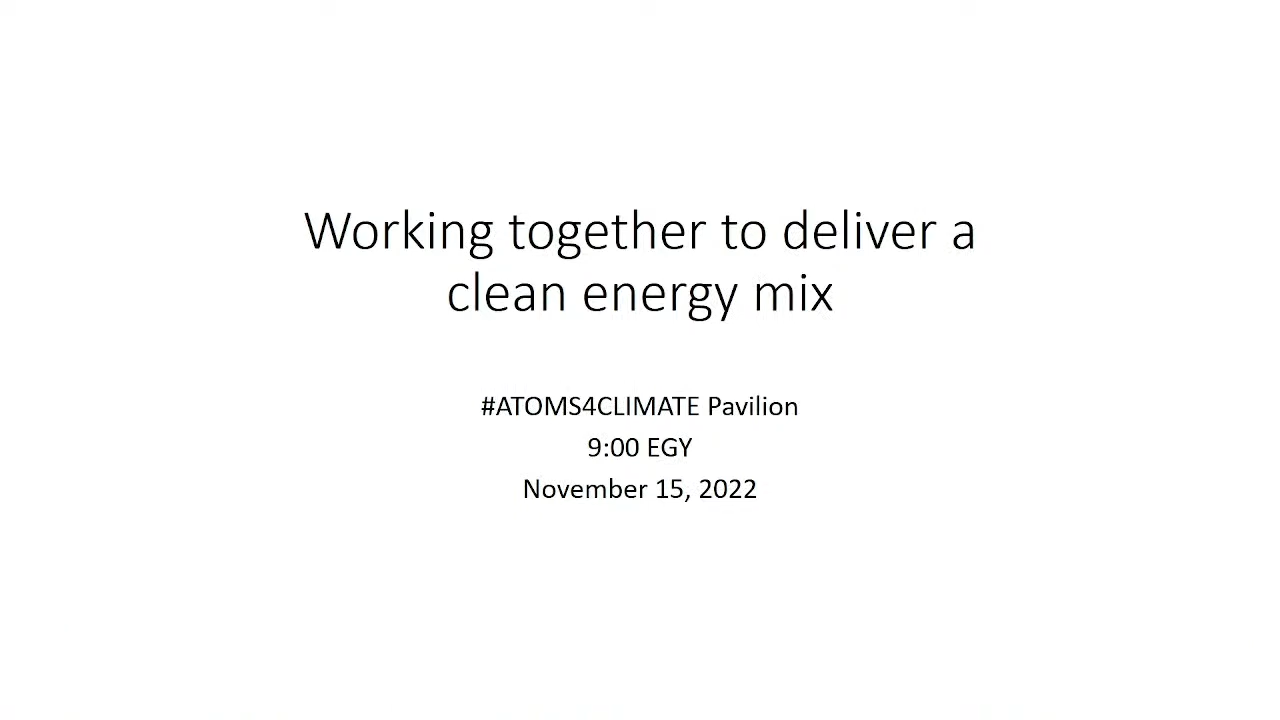 Working together to deliver a
clean energy mix
#ATOMS4CLIMATE Pavilion
9:00 EGY
November 15, 2022